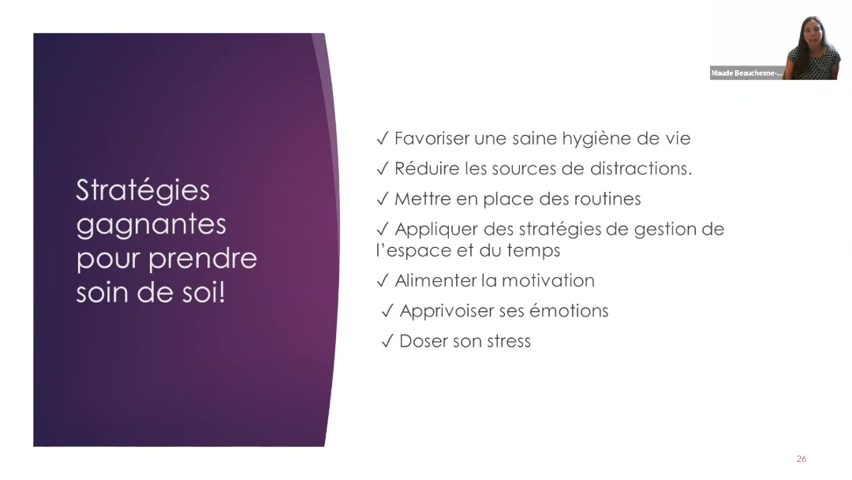 Maude Beauchesne-...
Stratégies
gagnantes
pour prendre
soin de soi!
✓ Favoriser une saine hygiène de vie
✓ Réduire les sources de distractions.
✓ Mettre en place des routines
✓ Appliquer des stratégies de gestion de
l'espace et du temps
✓ Alimenter la motivation
✓ Apprivoiser ses émotions
✓ Doser son stress
26